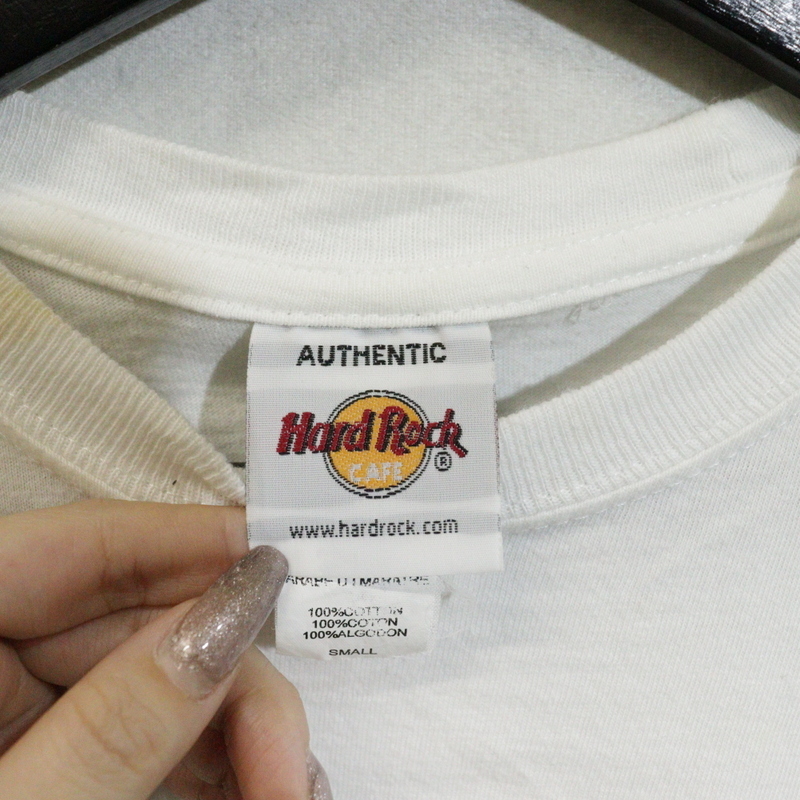 AUTHENTIC
Hard Rock
CAFE ®
www.hardrock.com
100%COTTON
100%COTON
100%ALGODON
SMALL